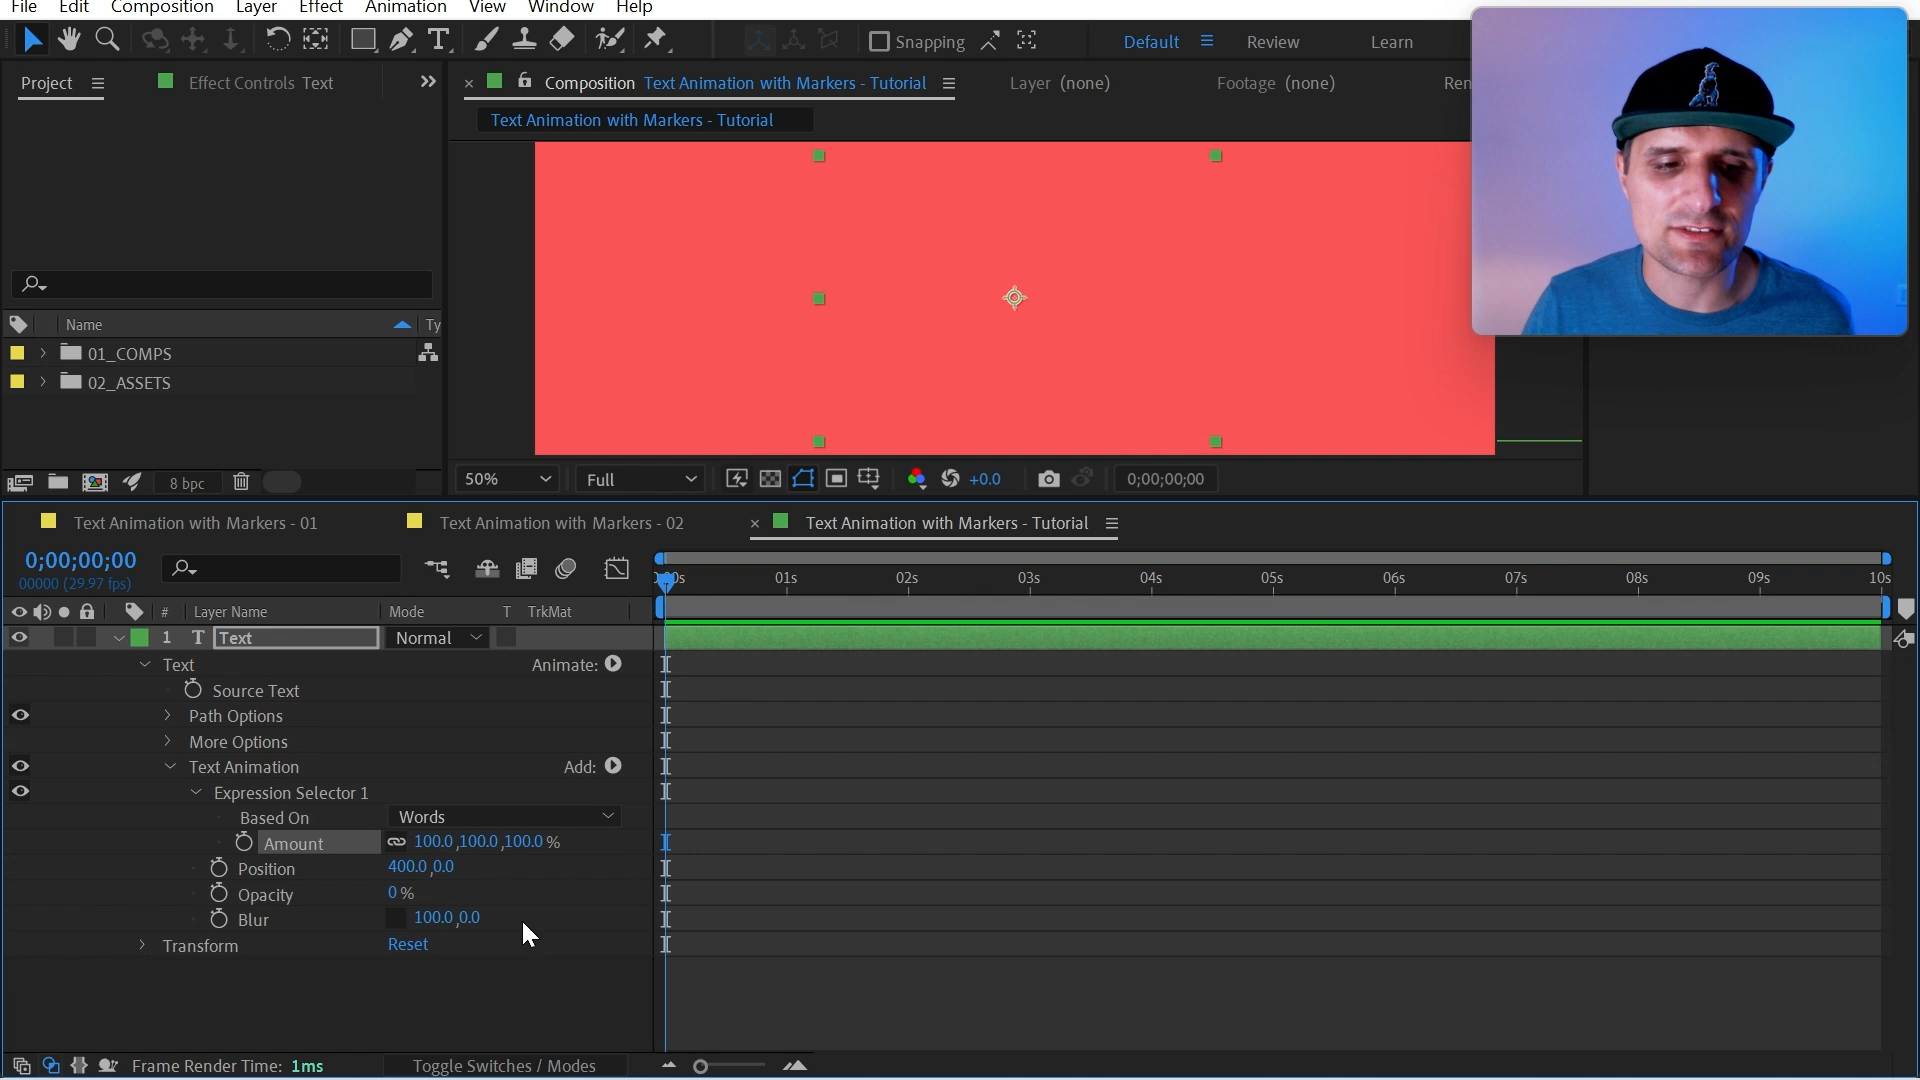 File Edit Composition Layer Effect Animation View Window Help
Snapping Default Review Learn
Project Effect Controls Text
Composition Text Animation with Markers - Tutorial Layer (none) Footage (none) Ren
Text Animation with Markers - Tutorial
Name Ty
01_COMPS
02_ASSETS
8 bpc
50% Full +0.0 0;00;00;00
Text Animation with Markers - 01 Text Animation with Markers - 02 Text Animation with Markers - Tutorial
0;00;00;00
00000 (29.97 fps)
01s 02s 03s 04s 05s 06s 07s 08s 09s 10s
# Layer Name Mode T TrkMat
1 T Text Normal
Text Animate:
Source Text
Path Options
More Options
Text Animation Add:
Expression Selector 1
Based On Words
Amount 100.0,100.0,100.0 %
Position 400.0,0.0
Opacity 0 %
Blur 100.0,0.0
Transform Reset
Frame Render Time: 1ms Toggle Switches / Modes